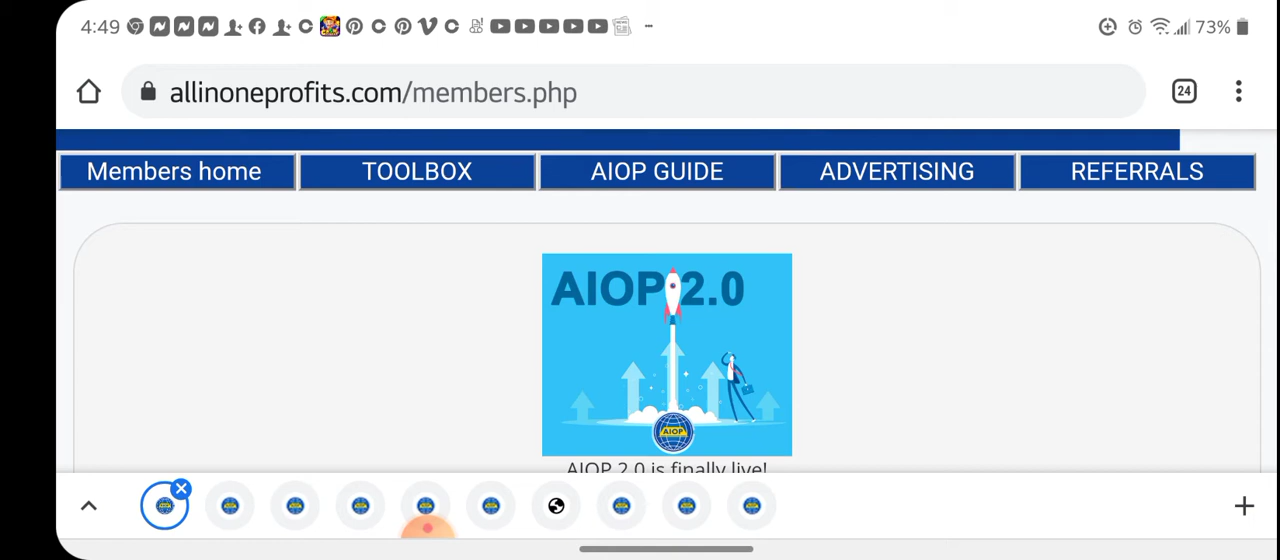 4:49
73%
allinoneprofits.com/members.php
24
Members home
TOOLBOX
AIOP GUIDE
ADVERTISING
REFERRALS
AIOP 2.0
AIOP
AIOP 2.0 is finally live!